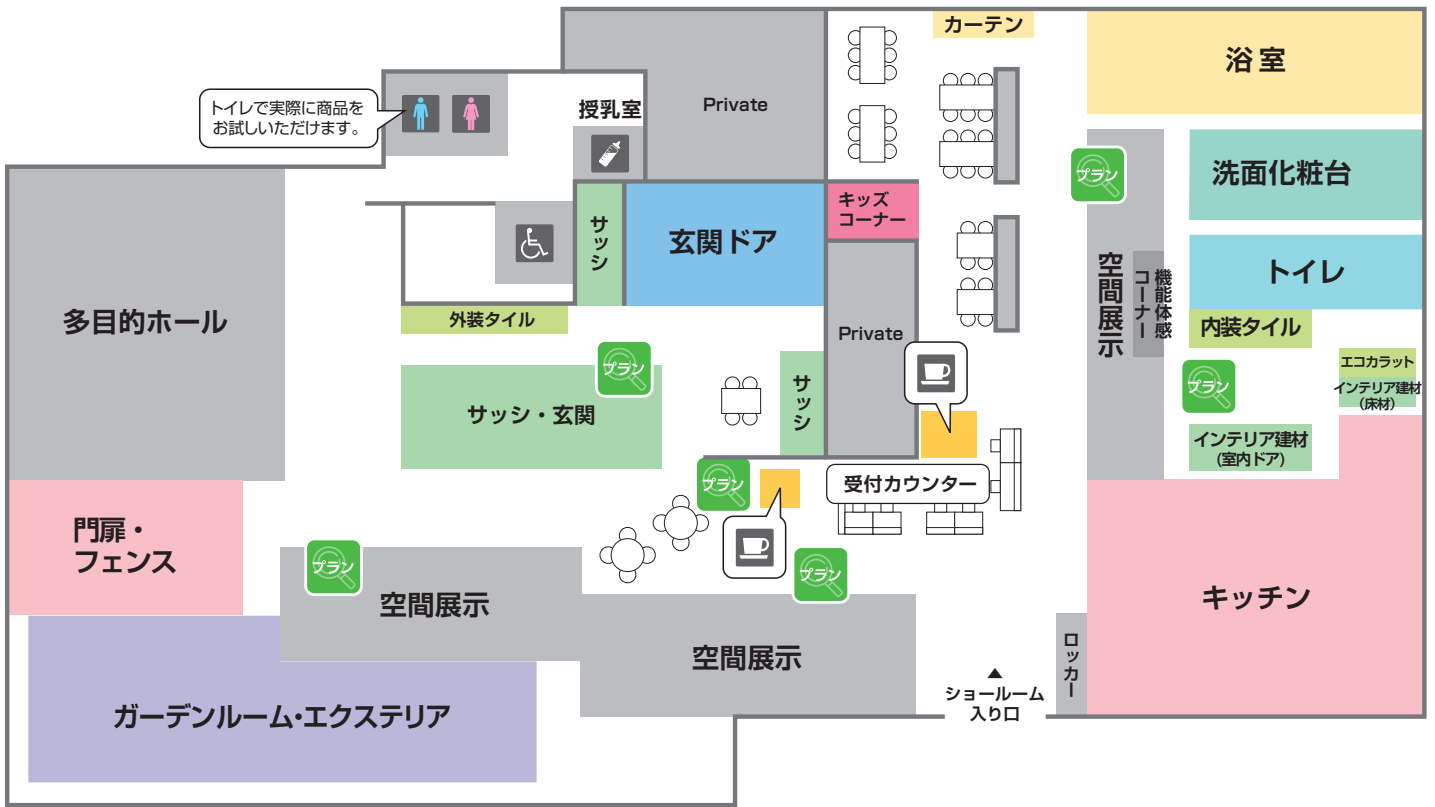 カーテン
浴室
トイレで実際に商品を
お試しいただけます。
授乳室
Private
プラン
洗面化粧台
キッズ
コーナー
サッシ
玄関ドア
空間展示
機能体感
コーナー
トイレ
多目的ホール
外装タイル
Private
内装タイル
プラン
サッシ
エコカラット
プラン
インテリア建材
(床材)
サッシ・玄関
インテリア建材
(室内ドア)
プラン
受付カウンター
門扉・
フェンス
プラン
プラン
空間展示
キッチン
空間展示
ロッカー
ガーデンルーム・エクステリア
▲
ショールーム
入り口